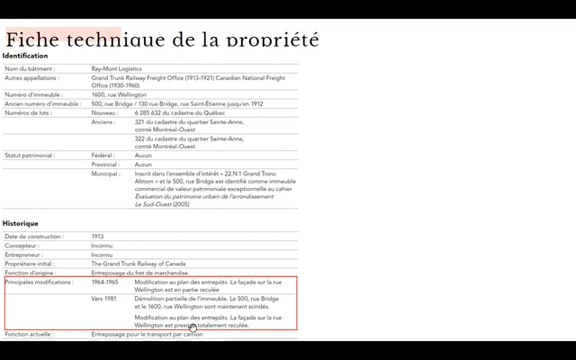 Fiche technique de la propriété
Identification
Nom du bâtiment : Ray-Mont Logistics
Autres appellations : Grand Trunk Railway Freight Office (1913-1921) Canadian National Freight
Office (1930-1960)
Numéro d'immeuble : 1600, rue Wellington
Ancien numéro d'immeuble : 500, rue Bridge / 130 rue Bridge, rue Saint-Étienne jusqu'en 1912
Numéros de lots : Nouveau : 6 285 632 du cadastre du Québec
Anciens : 321 du cadastre du quartier Sainte-Anne,
comté Montréal-Ouest
322 du cadastre du quartier Sainte-Anne,
comté Montréal-Ouest
Statut patrimonial : Fédéral : Aucun
Provincial : Aucun
Municipal : Inscrit dans l'ensemble d'intérêt « 22.N.1 Grand Tronc
Alstom » et le 500, rue Bridge est identifié comme immeuble
commercial de valeur patrimoniale exceptionnelle au cahier
Évaluation du patrimoine urbain de l'arrondissement
Le Sud-Ouest (2005)
Historique
Date de construction : 1913
Concepteur : Inconnu
Entrepreneur : Inconnu
Propriétaire initial : The Grand Trunk Railway of Canada
Fonction d'origine : Entreposage du fret de marchandise
Principales modifications : 1964-1965 Modification au plan des entrepôts. La façade sur la rue
Wellington est en partie reculée
Vers 1981 Démolition partielle de l'immeuble. Le 500, rue Bridge
et le 1600, rue Wellington sont maintenant scindés.
Modification au plan des entrepôts. La façade sur la rue
Wellington est presque totalement reculée.
Fonction actuelle : Entreposage pour le transport par camion